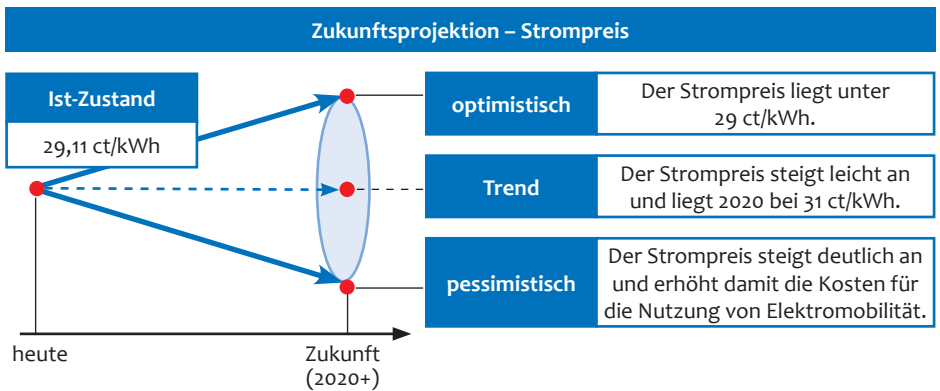 Zukunftsprojektion – Strompreis
Ist-Zustand
29,11 ct/kWh
optimistisch
Der Strompreis liegt unter
29 ct/kWh.
Trend
Der Strompreis steigt leicht an
und liegt 2020 bei 31 ct/kWh.
pessimistisch
Der Strompreis steigt deutlich an
und erhöht damit die Kosten für
die Nutzung von Elektromobilität.
heute
Zukunft
(2020+)